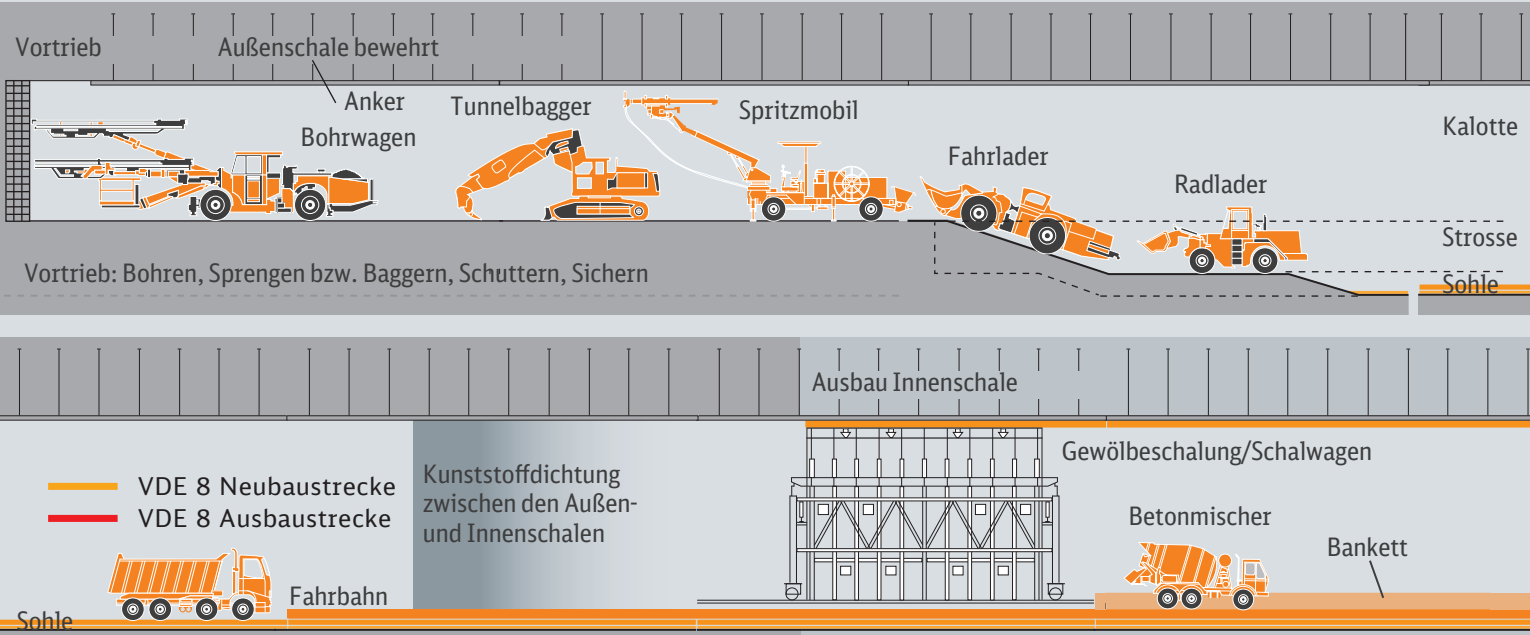 Vortrieb
Außenschale bewehrt
Anker
Bohrwagen
Tunnelbagger
Spritzmobil
Fahrlader
Radlader
Kalotte
Strosse
Sohle
Vortrieb: Bohren, Sprengen bzw. Baggern, Schuttern, Sichern
Ausbau Innenschale
Gewölbeschalung/Schalwagen
Kunststoffdichtung
zwischen den Außen-
und Innenschalen
VDE 8 Neubaustrecke
VDE 8 Ausbaustrecke
Betonmischer
Bankett
Fahrbahn
Sohle